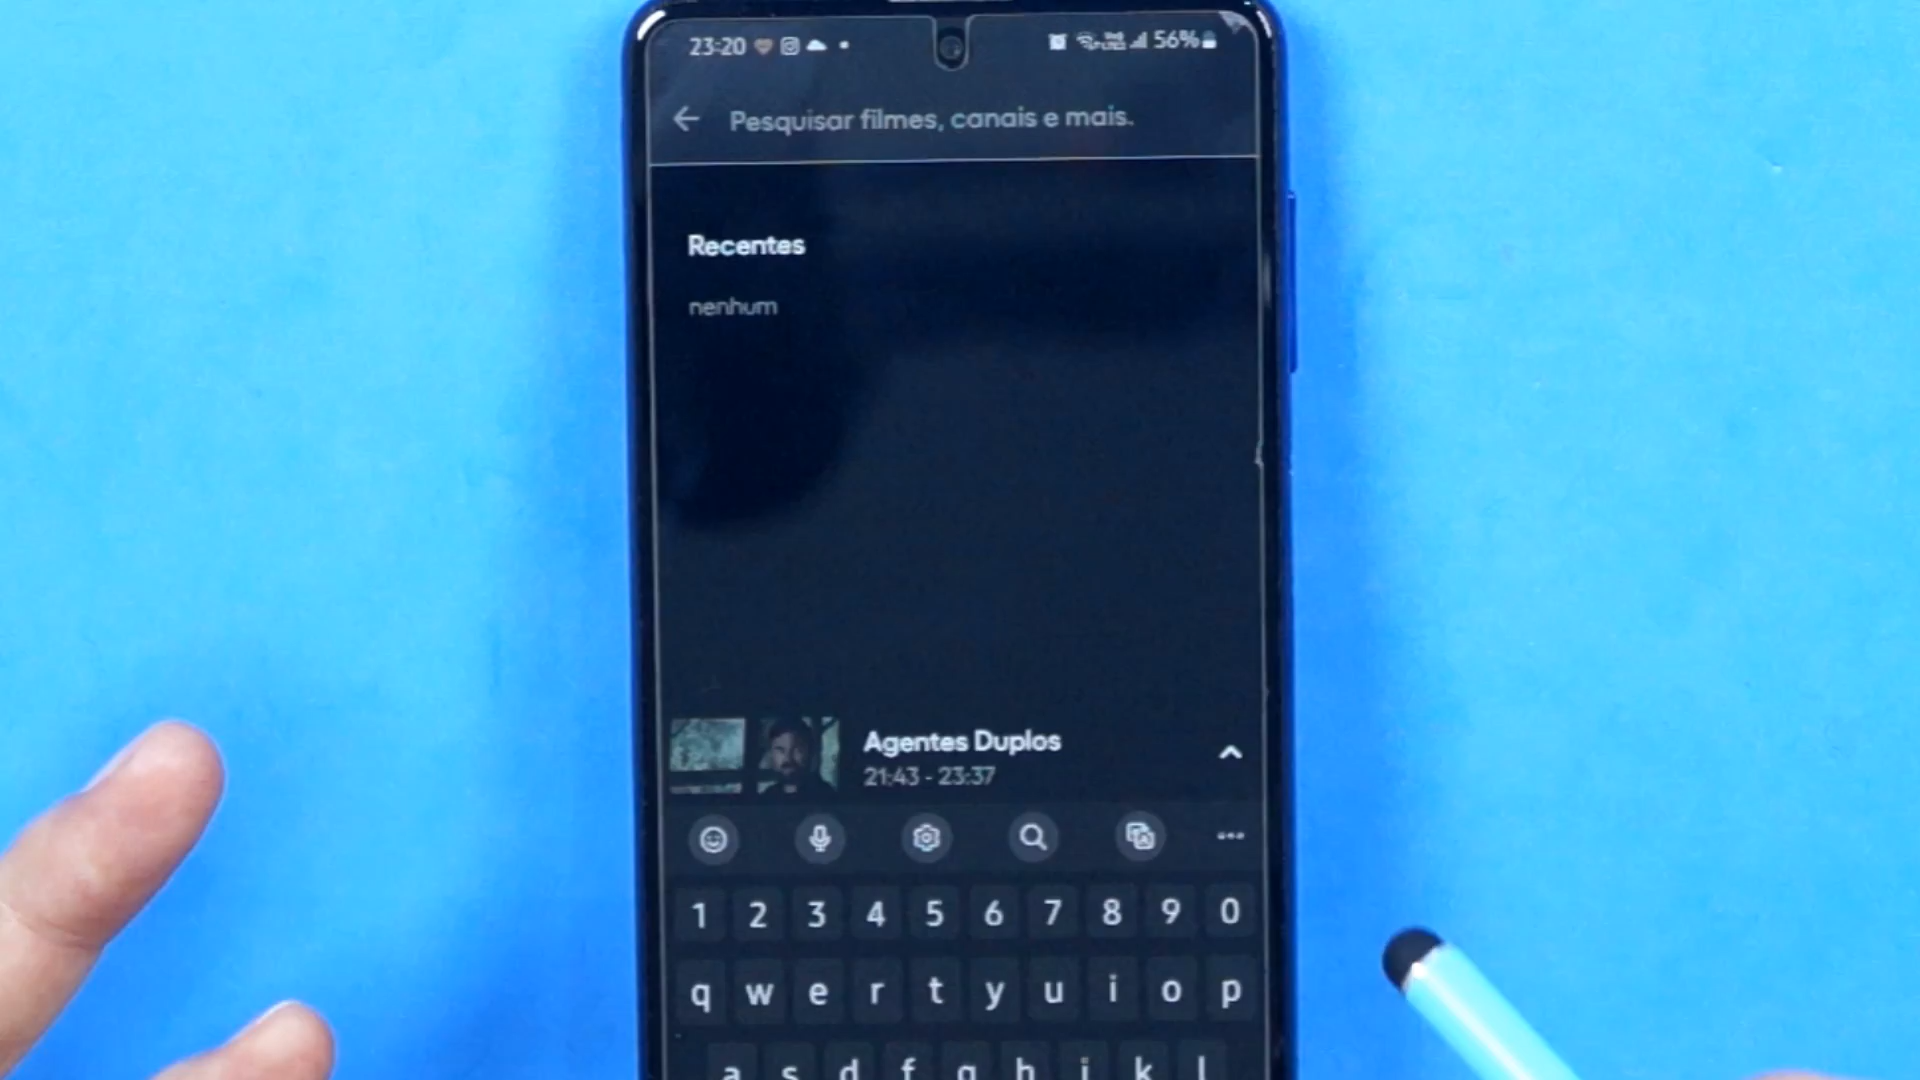 23:20 56%
Pesquisar filmes, canais e mais.
Recentes
nenhum
Agentes Duplos
21:43 - 23:37
1 2 3 4 5 6 7 8 9 0
q w e r t y u i o p
a s d f g h j k l